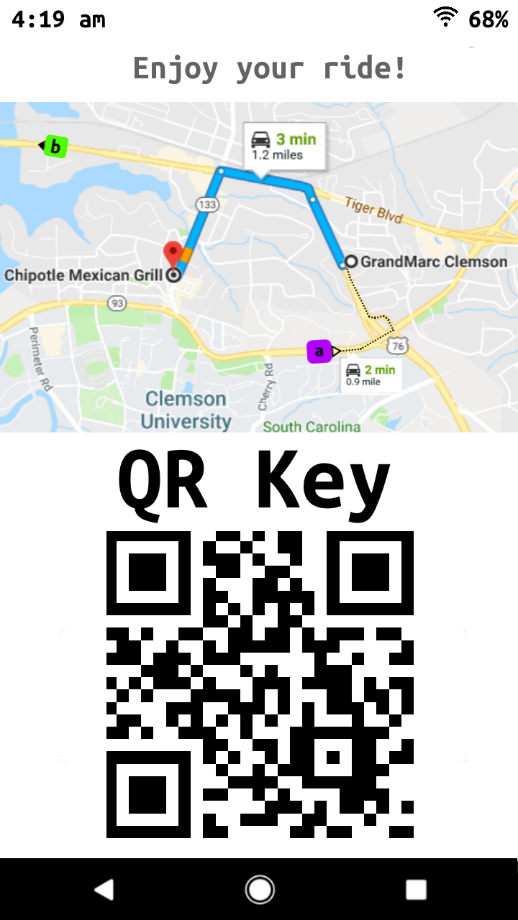 4:19 am 68%
Enjoy your ride!
b
3 min
1.2 miles
133
Tiger Blvd
GrandMarc Clemson
Chipotle Mexican Grill
93
a
76
2 min
0.9 mile
Perimeter Rd
Cherry Rd
Clemson
University
South Carolina
QR Key